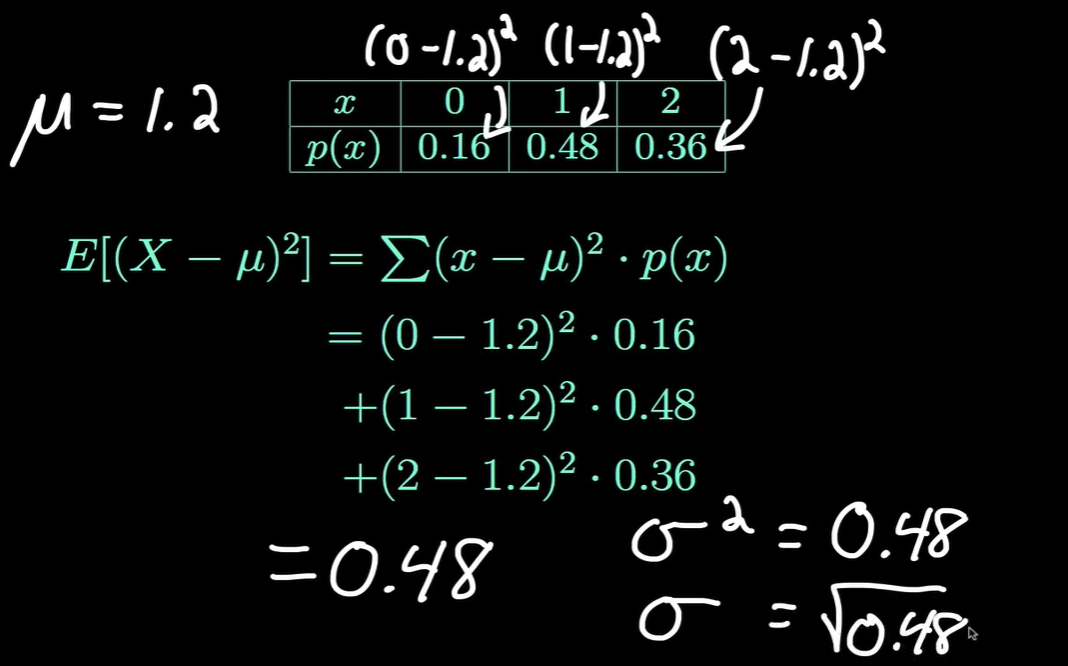 (0-1.2)² (1-1.2)² (2-1.2)²
μ = 1.2
x 0 1 2
p(x) 0.16 0.48 0.36
E[(X − μ)²] = ∑(x − μ)² · p(x)
= (0 − 1.2)² · 0.16
+(1 − 1.2)² · 0.48
+(2 − 1.2)² · 0.36
= 0.48
σ² = 0.48
σ = √0.48